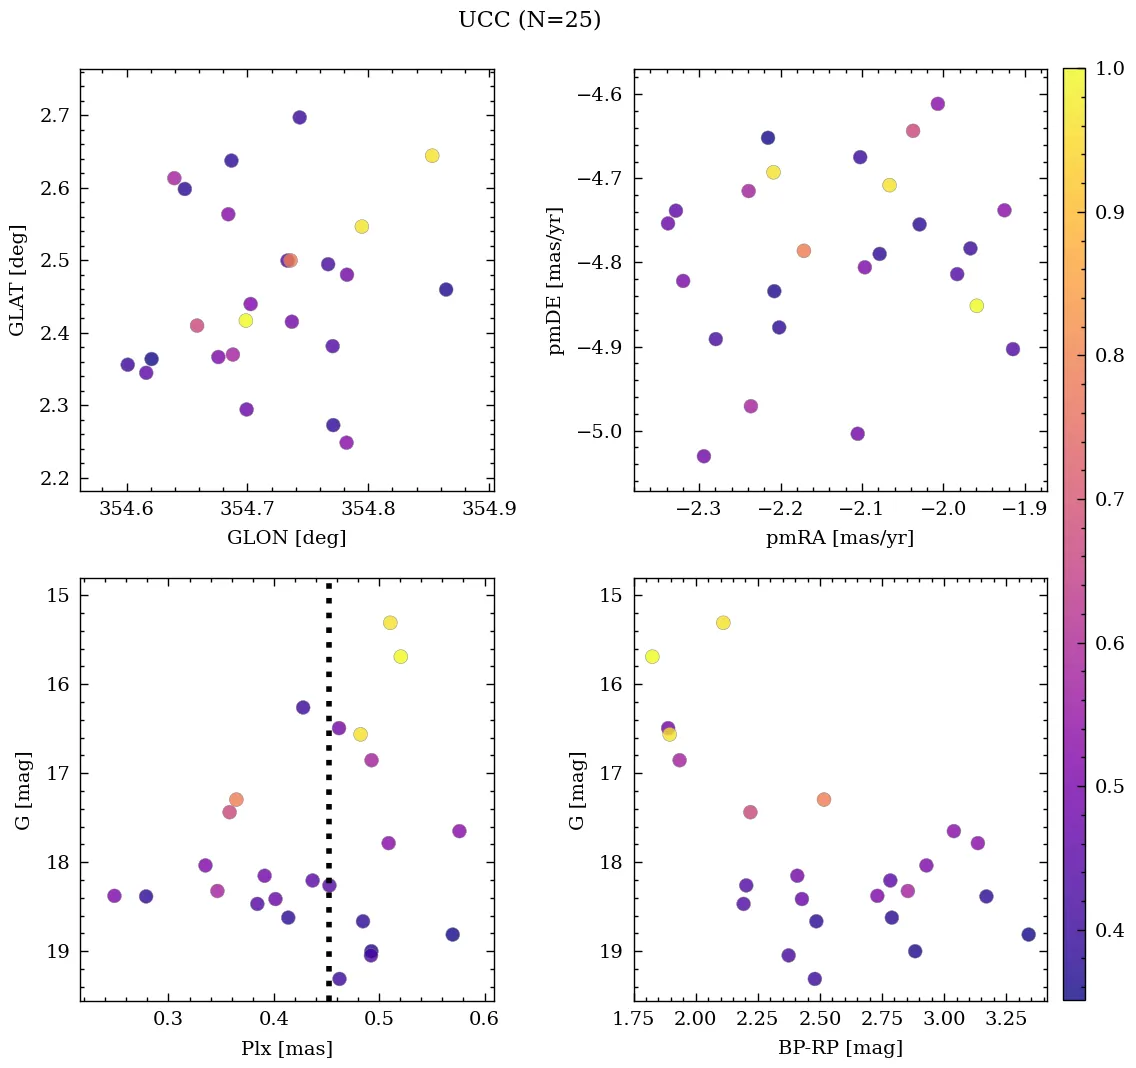 UCC (N=25)
2.7
2.6
2.5
2.4
2.3
2.2
GLAT [deg]
354.6 354.7 354.8 354.9
GLON [deg]
−4.6
−4.7
−4.8
−4.9
−5.0
pmDE [mas/yr]
−2.3 −2.2 −2.1 −2.0 −1.9
pmRA [mas/yr]
15
16
17
18
19
G [mag]
0.3 0.4 0.5 0.6
Plx [mas]
15
16
17
18
19
G [mag]
1.75 2.00 2.25 2.50 2.75 3.00 3.25
BP-RP [mag]
1.0
0.9
0.8
0.7
0.6
0.5
0.4